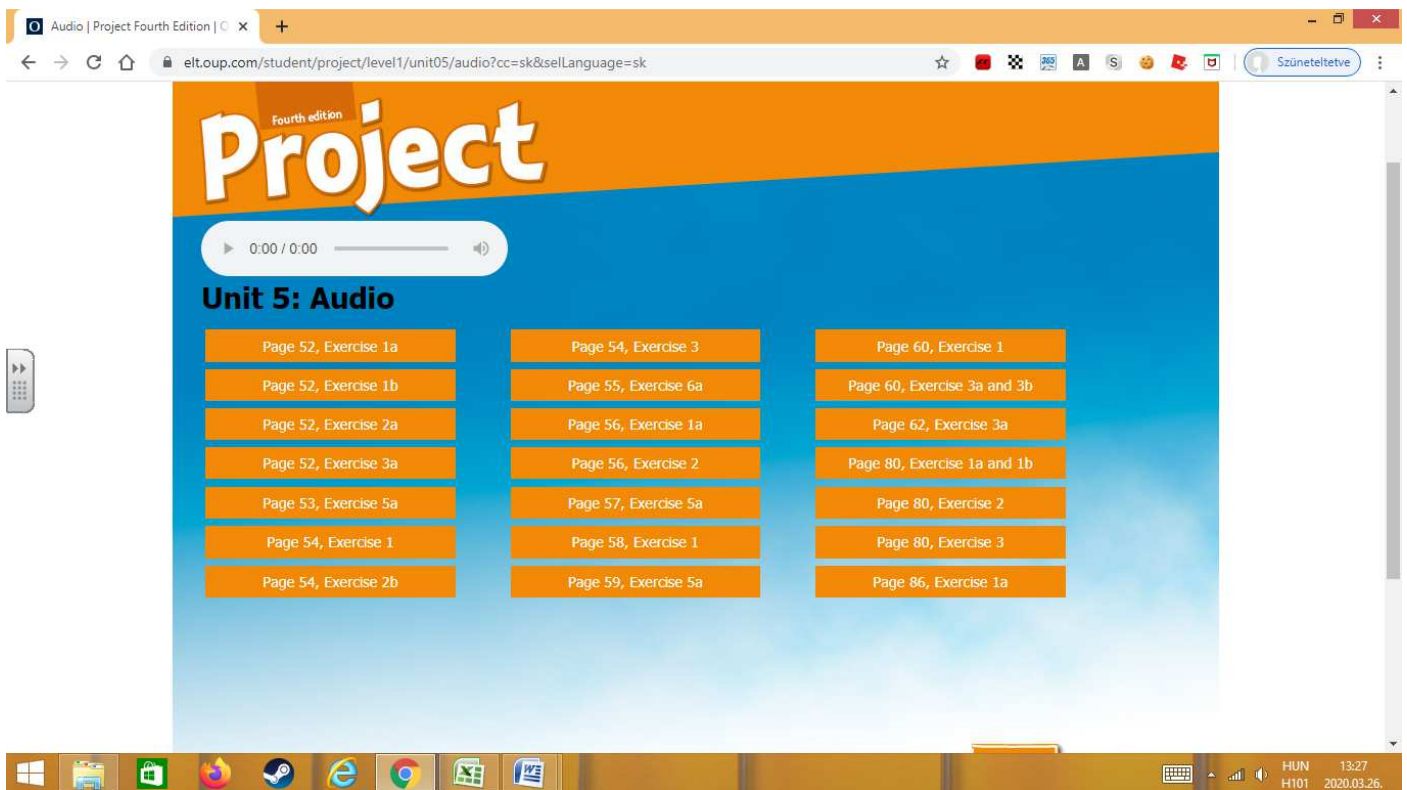 Audio | Project Fourth Edition | O
elt.oup.com/student/project/level1/unit05/audio?cc=sk&selLanguage=sk
365
A
S
Szüneteltetve
Fourth edition
Project
0:00 / 0:00
Unit 5: Audio
Page 52, Exercise 1a
Page 52, Exercise 1b
Page 52, Exercise 2a
Page 52, Exercise 3a
Page 53, Exercise 5a
Page 54, Exercise 1
Page 54, Exercise 2b
Page 54, Exercise 3
Page 55, Exercise 6a
Page 56, Exercise 1a
Page 56, Exercise 2
Page 57, Exercise 5a
Page 58, Exercise 1
Page 59, Exercise 5a
Page 60, Exercise 1
Page 60, Exercise 3a and 3b
Page 62, Exercise 3a
Page 80, Exercise 1a and 1b
Page 80, Exercise 2
Page 80, Exercise 3
Page 86, Exercise 1a
HUN
H101
13:27
2020.03.26.